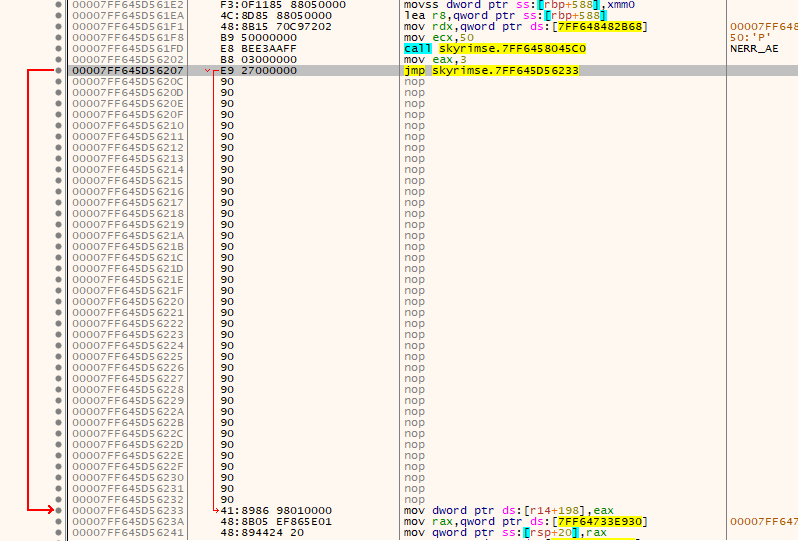 00007FF645D561E2 F3:0F1185 88050000 movss dword ptr ss:[rbp+588],xmm0
00007FF645D561EA 4C:8D85 88050000 lea r8,qword ptr ss:[rbp+588]
00007FF645D561F1 48:8B15 70C97202 mov rdx,qword ptr ds:[7FF648482B68] 00007FF648
00007FF645D561F8 B9 50000000 mov ecx,50 50:'P'
00007FF645D561FD E8 BEE3AAFF call skyrimse.7FF6458045C0 NERR_AE
00007FF645D56202 B8 03000000 mov eax,3
00007FF645D56207 E9 27000000 jmp skyrimse.7FF645D56233
00007FF645D5620C 90 nop
00007FF645D5620D 90 nop
00007FF645D5620E 90 nop
00007FF645D5620F 90 nop
00007FF645D56210 90 nop
00007FF645D56211 90 nop
00007FF645D56212 90 nop
00007FF645D56213 90 nop
00007FF645D56214 90 nop
00007FF645D56215 90 nop
00007FF645D56216 90 nop
00007FF645D56217 90 nop
00007FF645D56218 90 nop
00007FF645D56219 90 nop
00007FF645D5621A 90 nop
00007FF645D5621B 90 nop
00007FF645D5621C 90 nop
00007FF645D5621D 90 nop
00007FF645D5621E 90 nop
00007FF645D5621F 90 nop
00007FF645D56220 90 nop
00007FF645D56221 90 nop
00007FF645D56222 90 nop
00007FF645D56223 90 nop
00007FF645D56224 90 nop
00007FF645D56225 90 nop
00007FF645D56226 90 nop
00007FF645D56227 90 nop
00007FF645D56228 90 nop
00007FF645D56229 90 nop
00007FF645D5622A 90 nop
00007FF645D5622B 90 nop
00007FF645D5622C 90 nop
00007FF645D5622D 90 nop
00007FF645D5622E 90 nop
00007FF645D5622F 90 nop
00007FF645D56230 90 nop
00007FF645D56231 90 nop
00007FF645D56232 90 nop
00007FF645D56233 41:8986 98010000 mov dword ptr ds:[r14+198],eax
00007FF645D5623A 48:8B05 EF865E01 mov rax,qword ptr ds:[7FF64733E930] 00007FF647
00007FF645D56241 48:894424 20 mov qword ptr ss:[rsp+20],rax